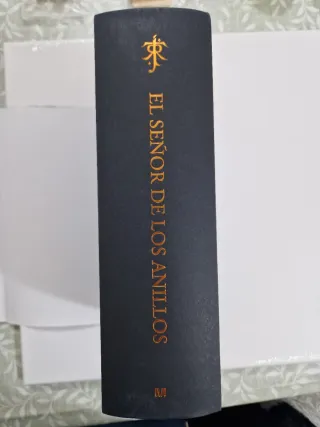 EL SEÑOR DE LOS ANILLOS